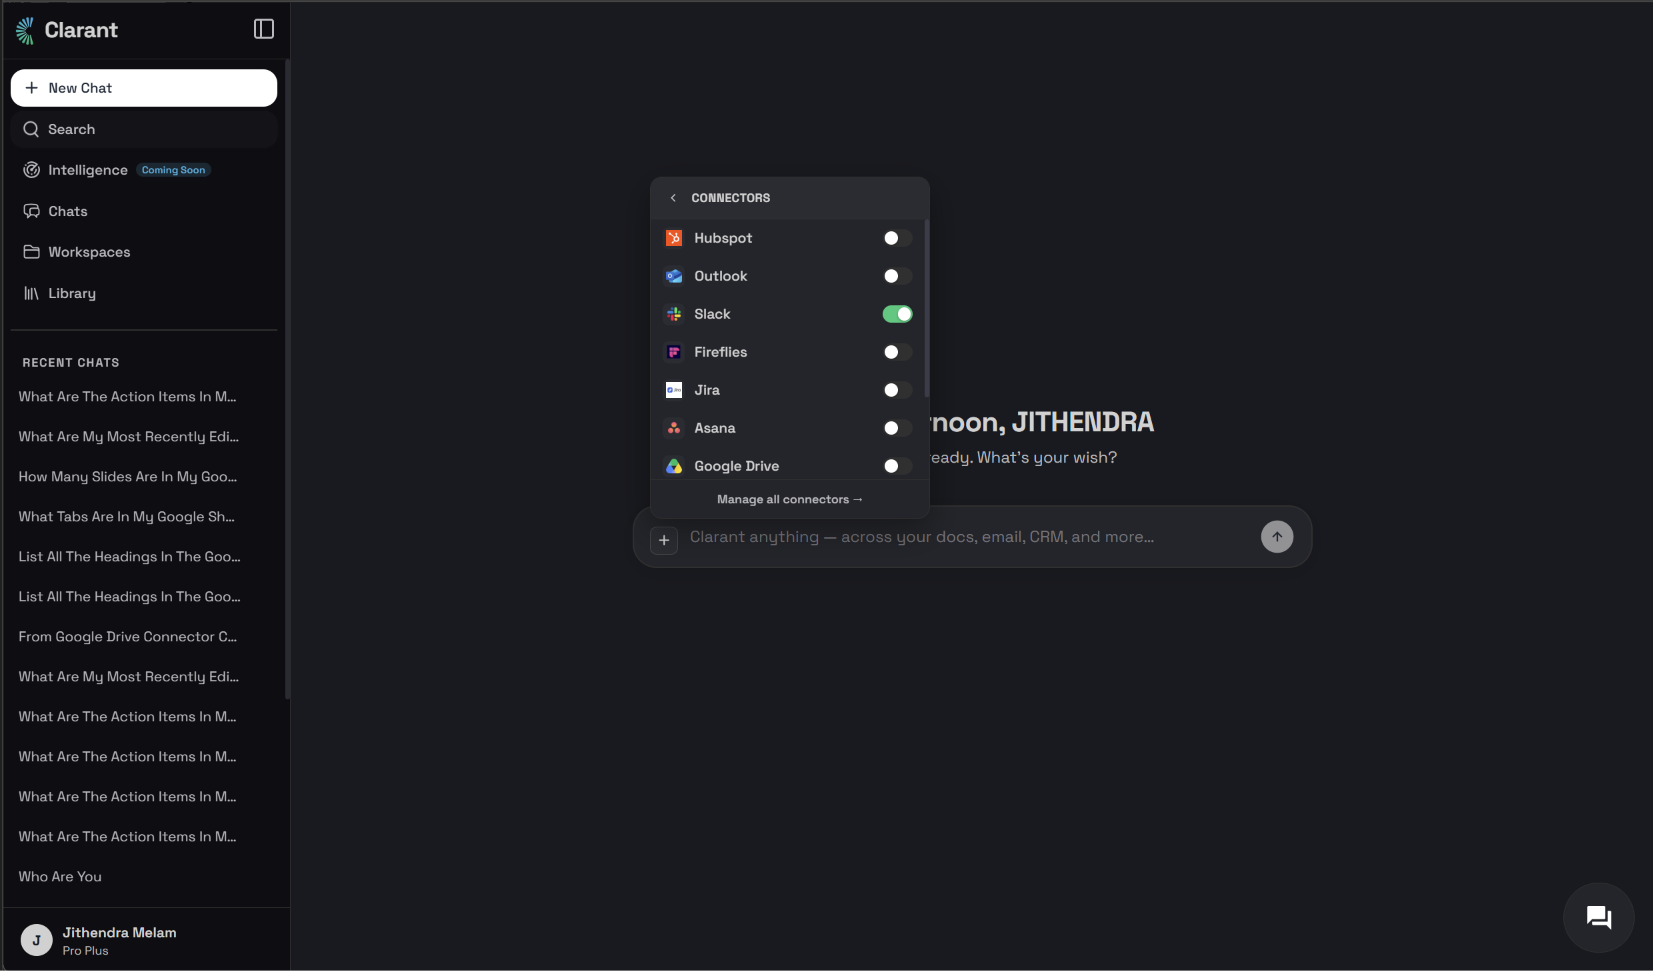 Clarant
New Chat
Search
Intelligence Coming Soon
Chats
Workspaces
Library
RECENT CHATS
What Are The Action Items In M...
What Are My Most Recently Edi...
How Many Slides Are In My Goo...
What Tabs Are In My Google Sh...
List All The Headings In The Goo...
List All The Headings In The Goo...
From Google Drive Connector C...
What Are My Most Recently Edi...
What Are The Action Items In M...
What Are The Action Items In M...
What Are The Action Items In M...
What Are The Action Items In M...
Who Are You
J
Jithendra Melam
Pro Plus
CONNECTORS
Hubspot
Outlook
Slack
Fireflies
Jira
Asana
Google Drive
Manage all connectors →
rnoon, JITHENDRA
ready. What's your wish?
Clarant anything — across your docs, email, CRM, and more...